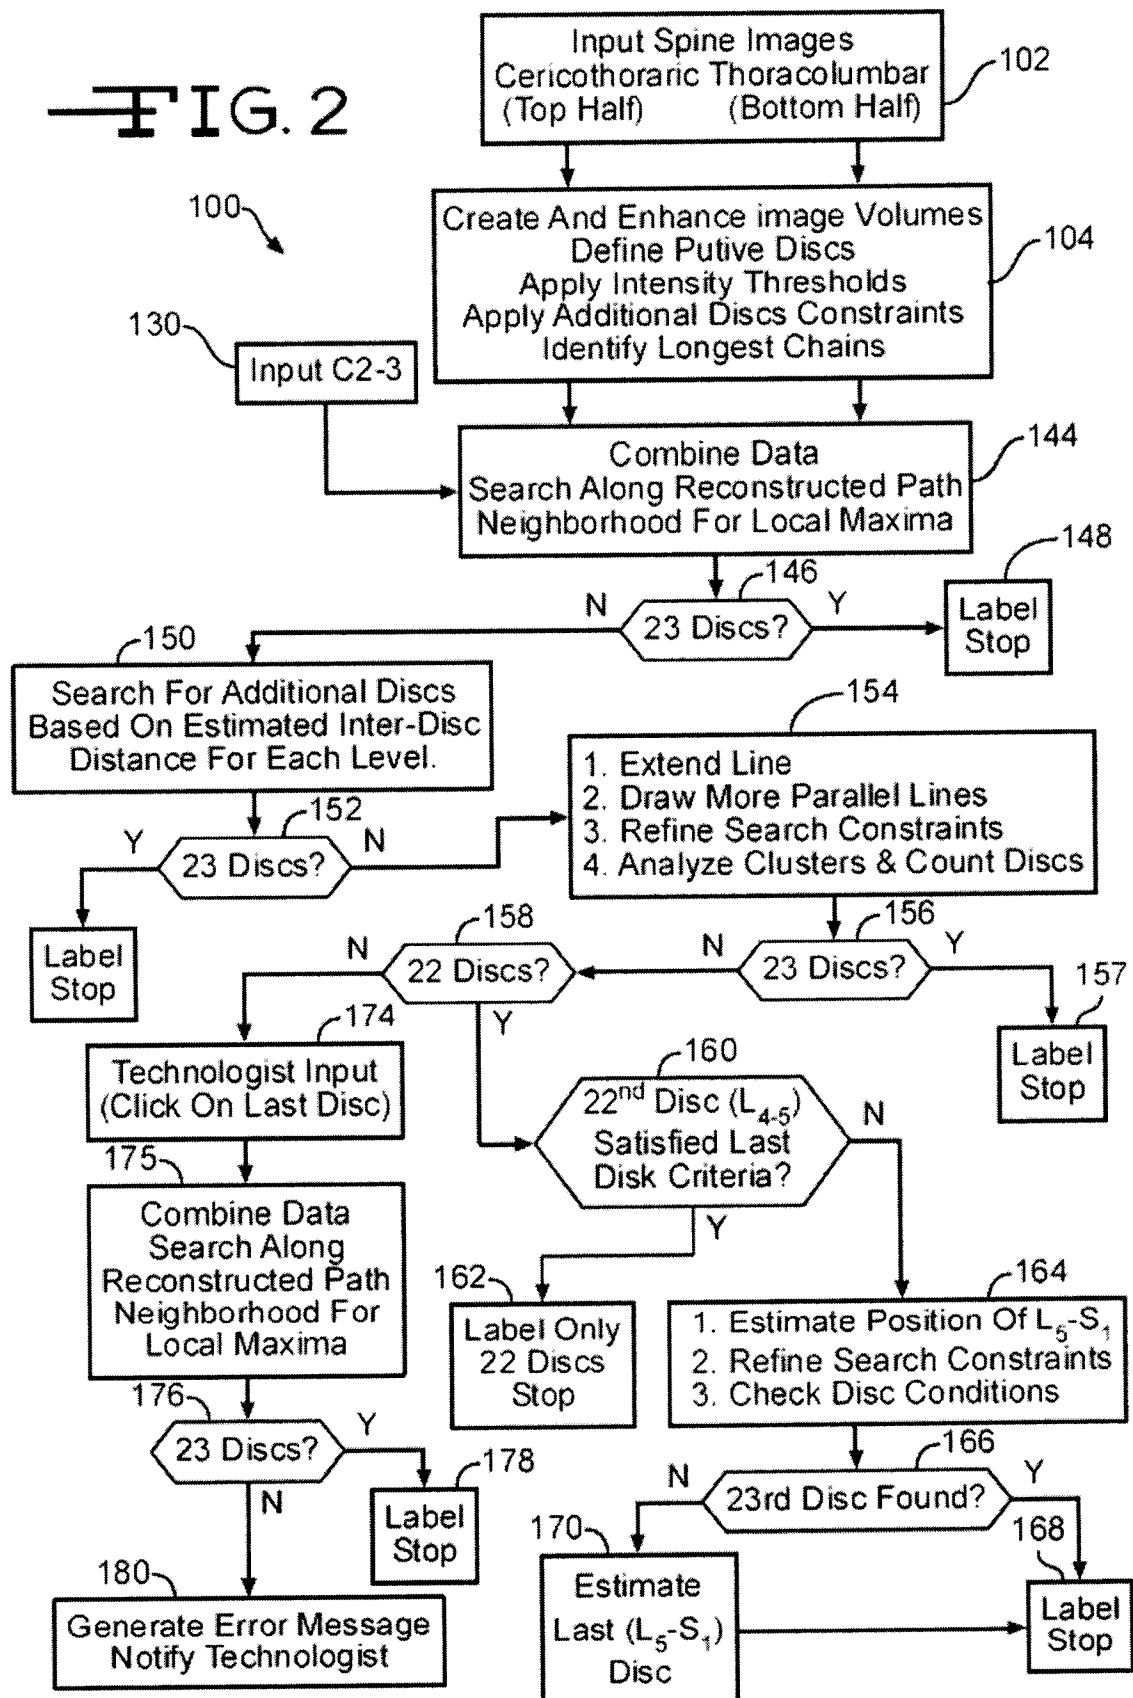 FIG. 2
Input Spine Images
Cericothoraric Thoracolumbar
(Top Half) (Bottom Half)
102
100
Create And Enhance image Volumes
Define Putive Discs
Apply Intensity Thresholds
Apply Additional Discs Constraints
Identify Longest Chains
104
130
Input C2-3
Combine Data
Search Along Reconstructed Path
Neighborhood For Local Maxima
144
146
N
23 Discs?
Y
148
Label
Stop
150
Search For Additional Discs
Based On Estimated Inter-Disc
Distance For Each Level.
154
1. Extend Line
2. Draw More Parallel Lines
3. Refine Search Constraints
4. Analyze Clusters & Count Discs
152
Y
23 Discs?
N
Label
Stop
158
N
22 Discs?
Y
156
N
23 Discs?
Y
157
Label
Stop
174
Technologist Input
(Click On Last Disc)
160
22nd Disc (L4-5)
Satisfied Last
Disk Criteria?
N
Y
175
Combine Data
Search Along
Reconstructed Path
Neighborhood For
Local Maxima
162
Label Only
22 Discs
Stop
164
1. Estimate Position Of L5-S1
2. Refine Search Constraints
3. Check Disc Conditions
176
23 Discs?
Y
N
178
Label
Stop
166
N
23rd Disc Found?
Y
170
Estimate
Last (L5-S1)
Disc
168
Label
Stop
180
Generate Error Message
Notify Technologist